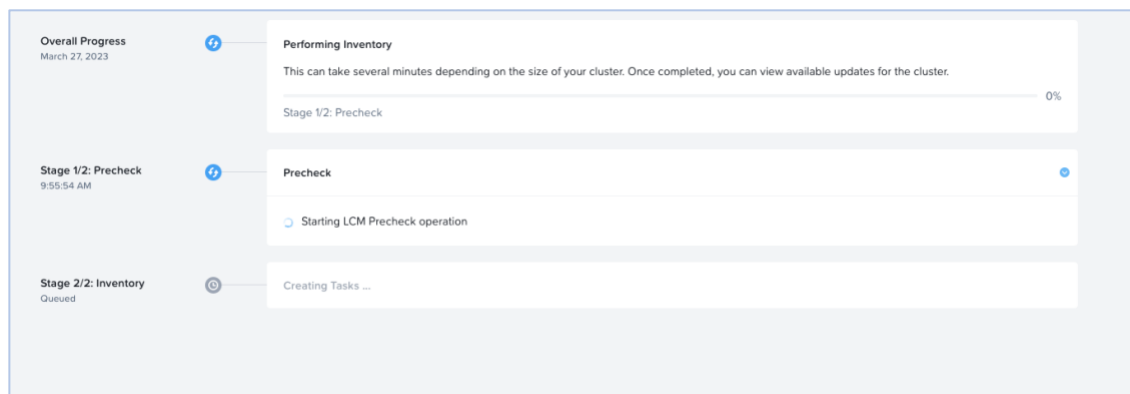 Overall Progress
March 27, 2023
Performing Inventory
This can take several minutes depending on the size of your cluster. Once completed, you can view available updates for the cluster.
0%
Stage 1/2: Precheck
Stage 1/2: Precheck
9:55:54 AM
Precheck
Starting LCM Precheck operation
Stage 2/2: Inventory
Queued
Creating Tasks ...